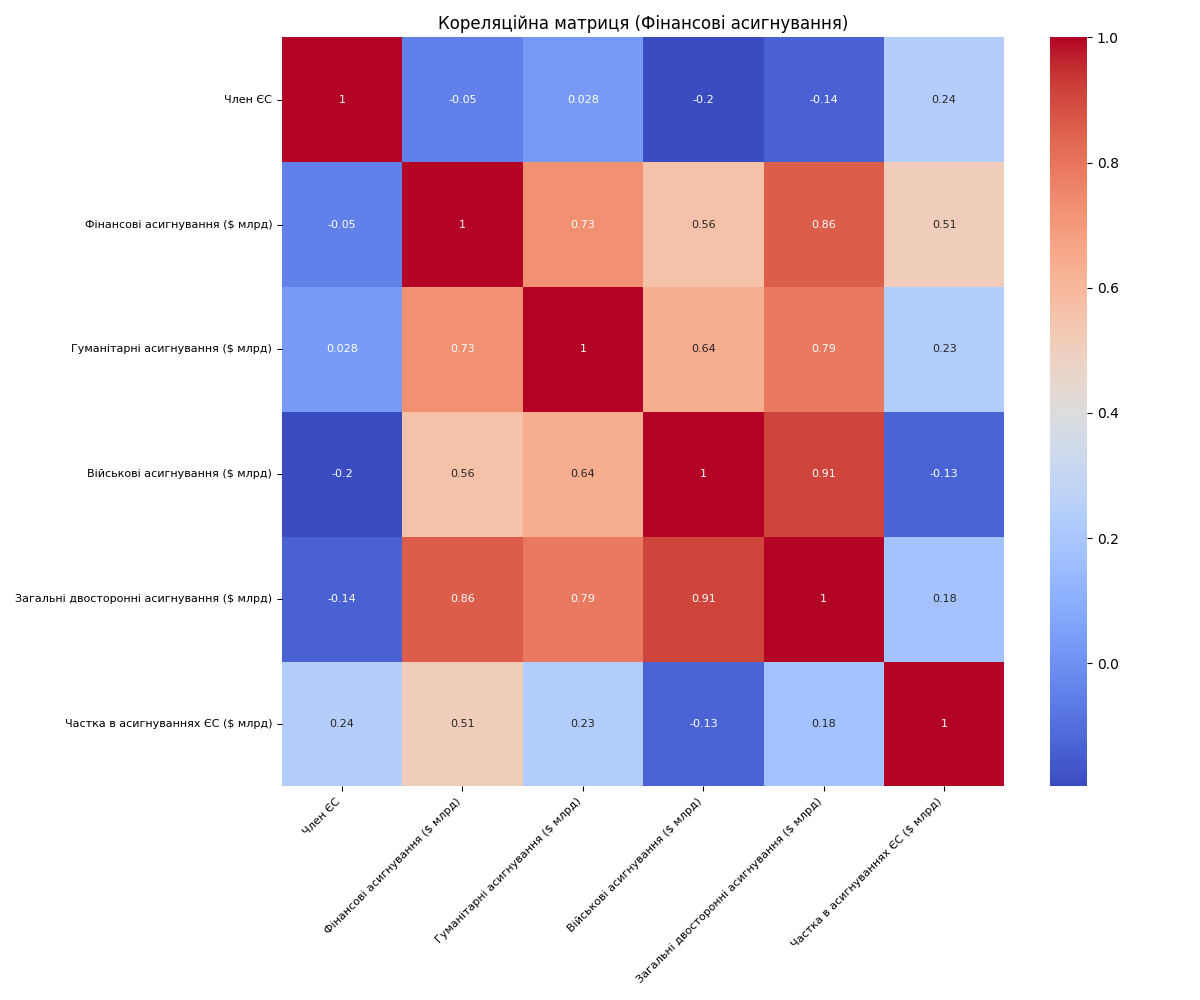 Кореляційна матриця (Фінансові асигнування)
Член ЄС 1 -0.05 0.028 -0.2 -0.14 0.24
Фінансові асигнування ($ млрд) -0.05 1 0.73 0.56 0.86 0.51
Гуманітарні асигнування ($ млрд) 0.028 0.73 1 0.64 0.79 0.23
Військові асигнування ($ млрд) -0.2 0.56 0.64 1 0.91 -0.13
Загальні двосторонні асигнування ($ млрд) -0.14 0.86 0.79 0.91 1 0.18
Частка в асигнуваннях ЄС ($ млрд) 0.24 0.51 0.23 -0.13 0.18 1
Член ЄС
Фінансові асигнування ($ млрд)
Гуманітарні асигнування ($ млрд)
Військові асигнування ($ млрд)
Загальні двосторонні асигнування ($ млрд)
Частка в асигнуваннях ЄС ($ млрд)
1.0
0.8
0.6
0.4
0.2
0.0